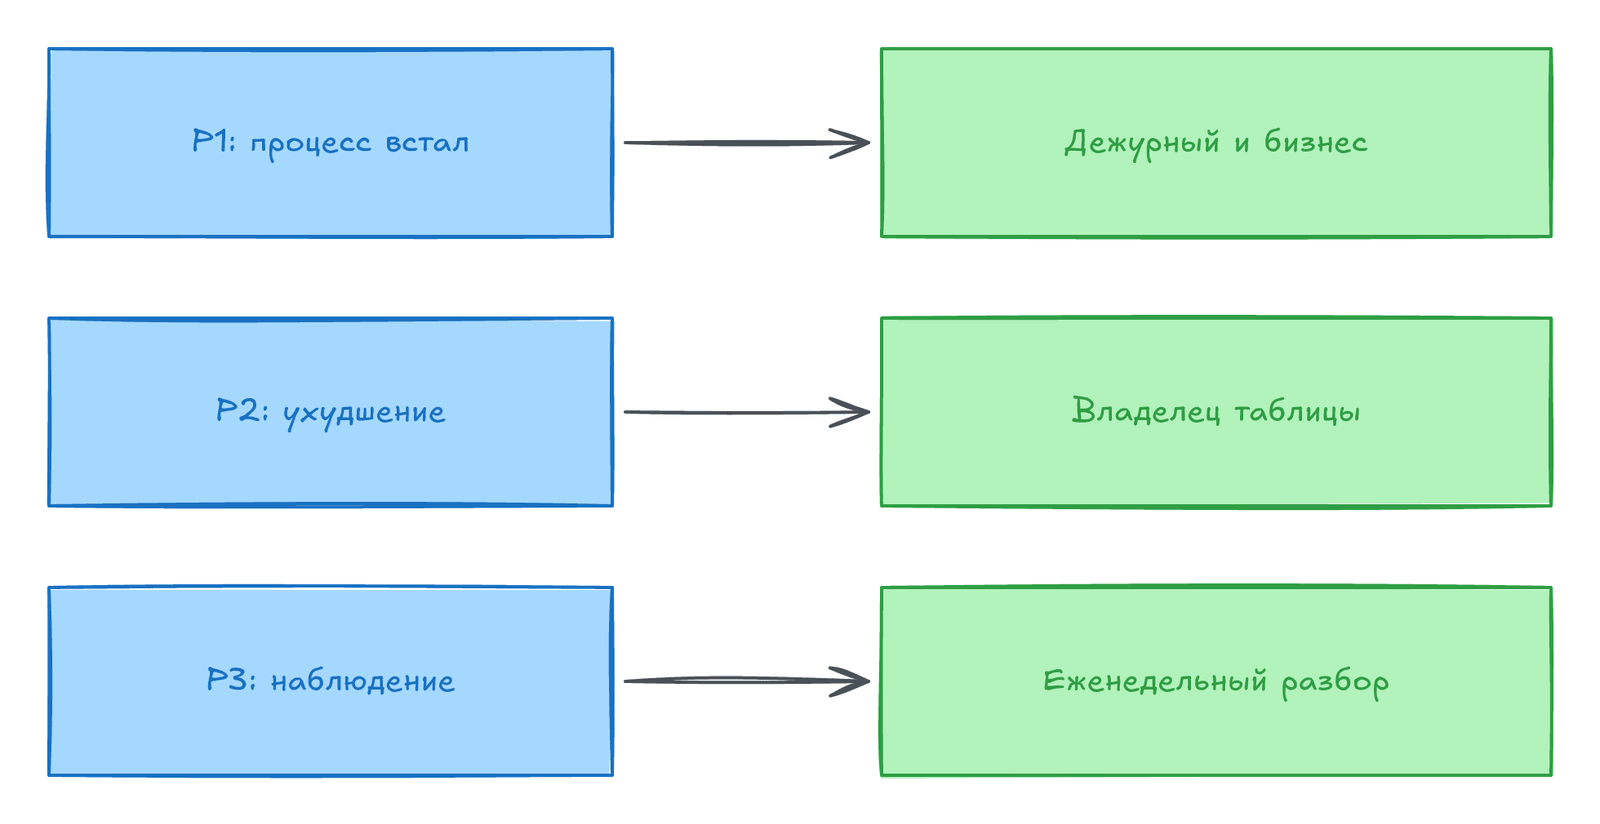 P1: процесс встал
Дежурный и бизнес
P2: ухудшение
Владелец таблицы
P3: наблюдение
Еженедельный разбор